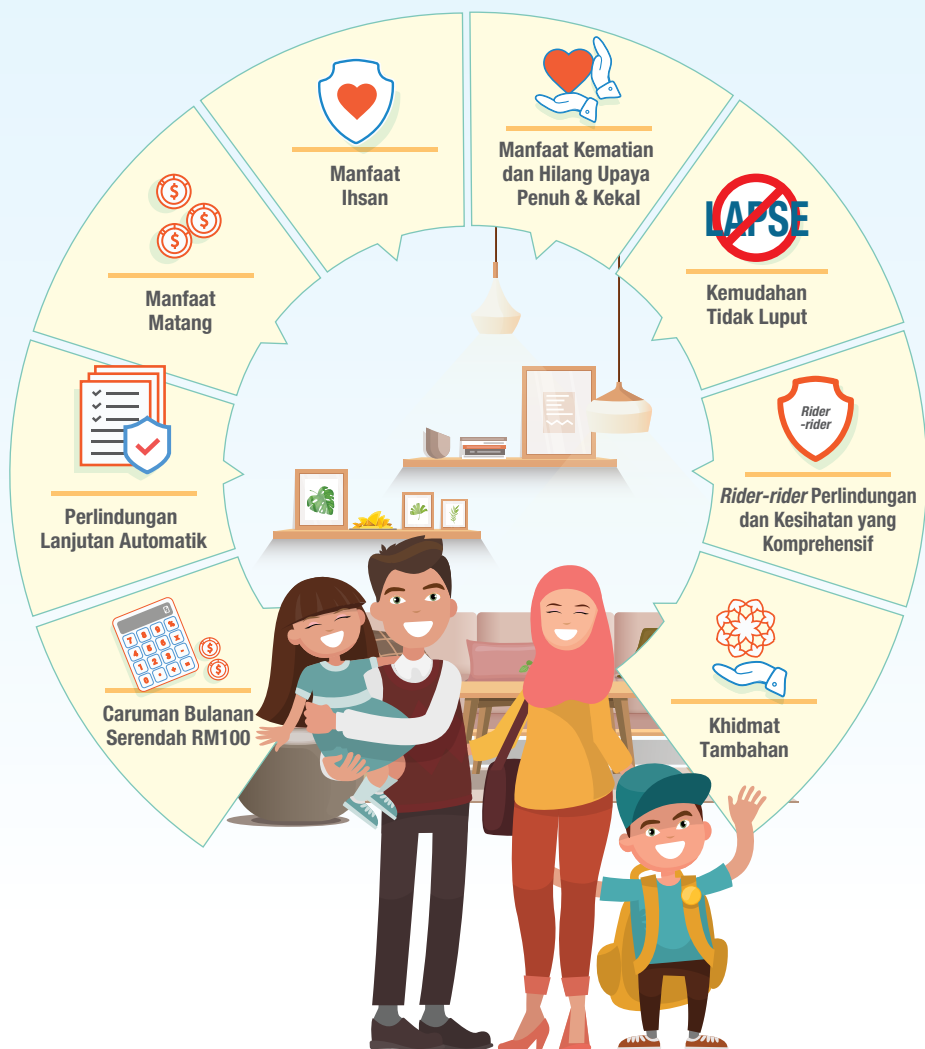 Manfaat
Ihsan
Manfaat Kematian
dan Hilang Upaya
Penuh & Kekal
LAPSE
Kemudahan
Tidak Luput
Rider
-rider
Rider-rider Perlindungan
dan Kesihatan yang
Komprehensif
Khidmat
Tambahan
Manfaat
Matang
Perlindungan
Lanjutan Automatik
Caruman Bulanan
Serendah RM100